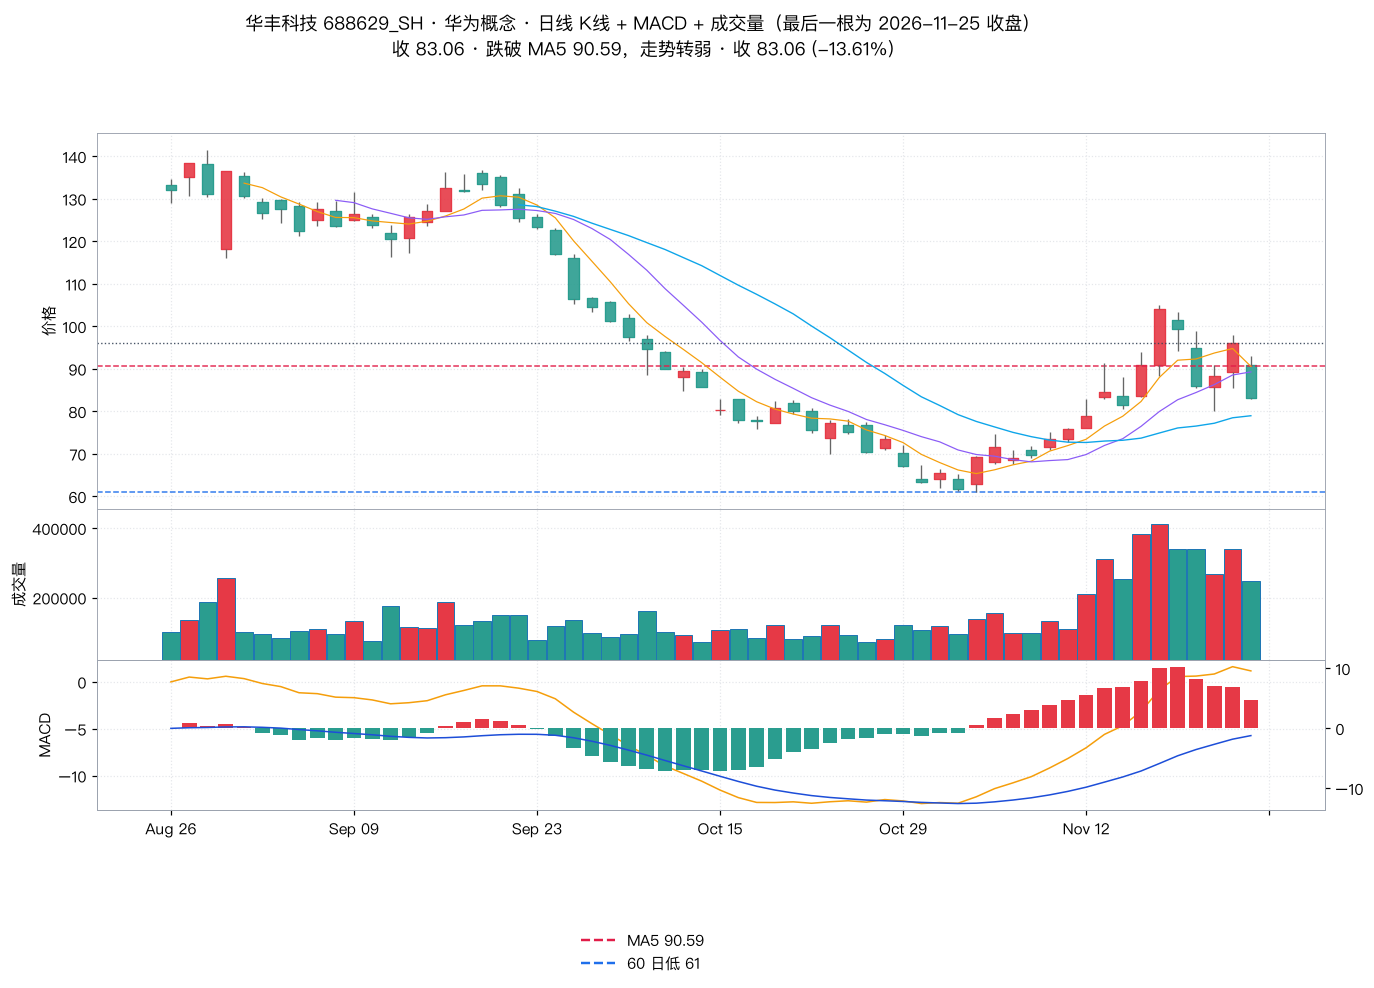 华丰科技 688629_SH · 华为概念 · 日线 K线 + MACD + 成交量（最后一根为 2026−11−25 收盘）
收 83.06 · 跌破 MA5 90.59，走势转弱 · 收 83.06 (−13.61%)
价格
140
130
120
110
100
90
80
70
60
成交量
400000
200000
MACD
0
−5
−10
10
0
−10
Aug 26
Sep 09
Sep 23
Oct 15
Oct 29
Nov 12
MA5 90.59
60 日低 61